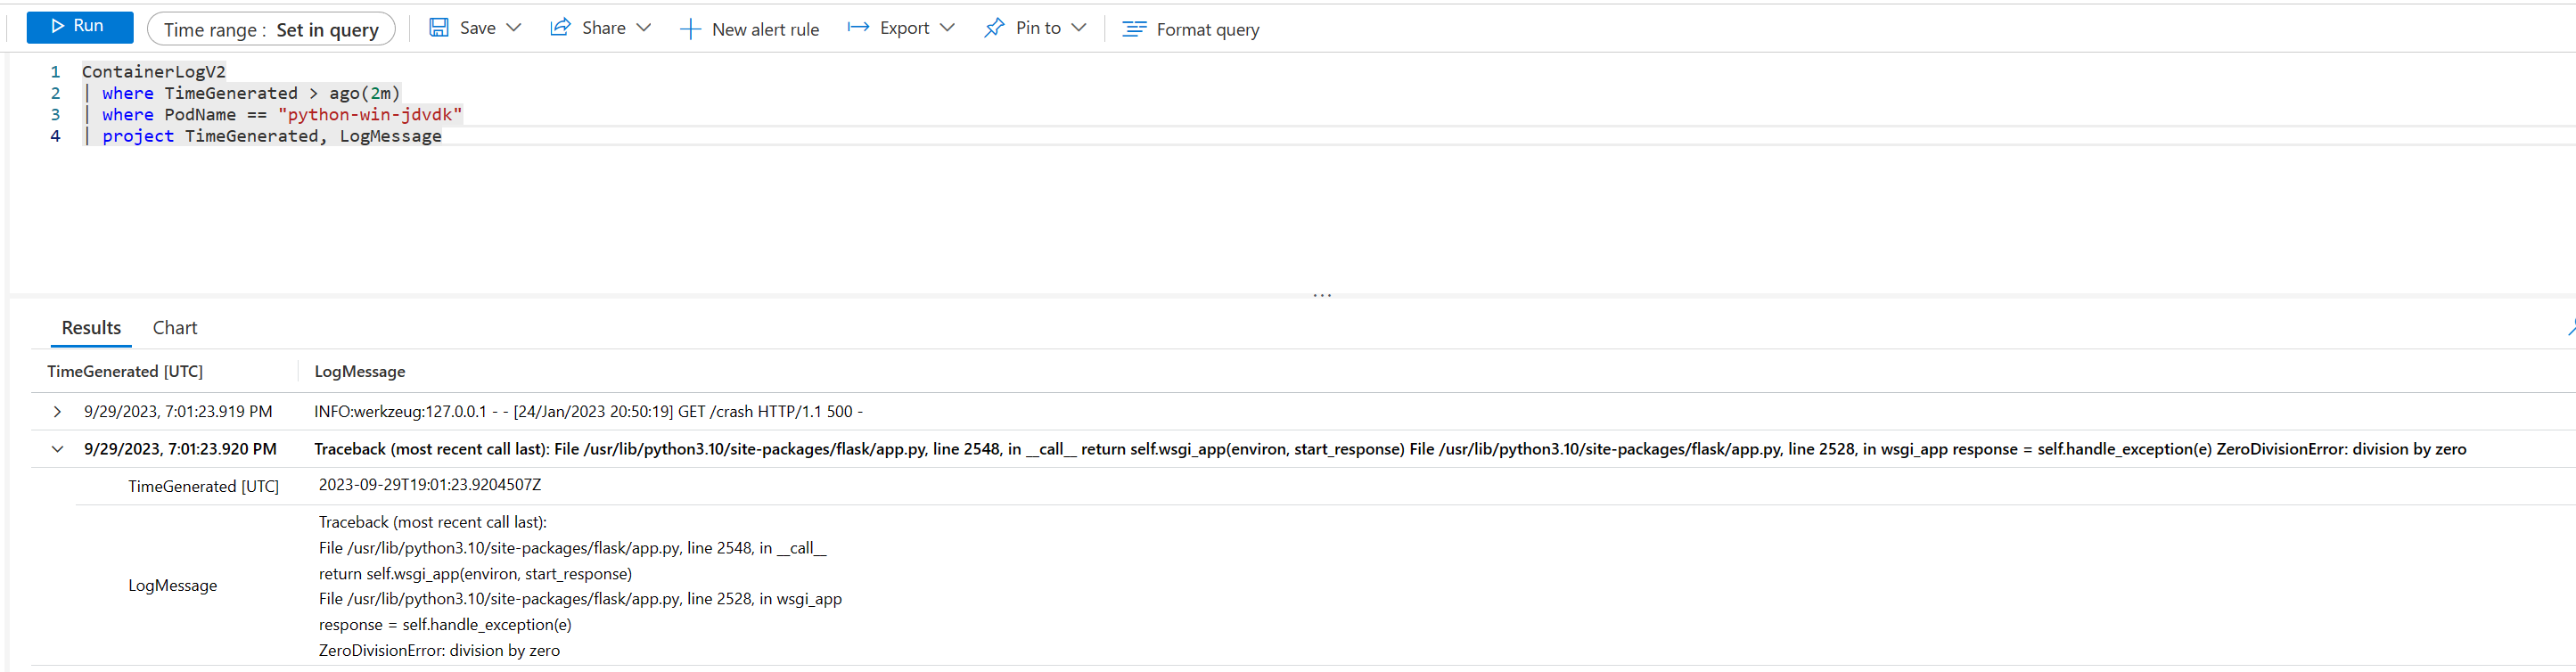 Run Time range : Set in query Save Share New alert rule Export Pin to Format query
1 ContainerLogV2
2 | where TimeGenerated > ago(2m)
3 | where PodName == "python-win-jdvdk"
4 | project TimeGenerated, LogMessage
...
Results Chart
TimeGenerated [UTC] LogMessage
9/29/2023, 7:01:23.919 PM INFO:werkzeug:127.0.0.1 - - [24/Jan/2023 20:50:19] GET /crash HTTP/1.1 500 -
9/29/2023, 7:01:23.920 PM Traceback (most recent call last): File /usr/lib/python3.10/site-packages/flask/app.py, line 2548, in __call__ return self.wsgi_app(environ, start_response) File /usr/lib/python3.10/site-packages/flask/app.py, line 2528, in wsgi_app response = self.handle_exception(e) ZeroDivisionError: division by zero
TimeGenerated [UTC] 2023-09-29T19:01:23.9204507Z
Traceback (most recent call last):
File /usr/lib/python3.10/site-packages/flask/app.py, line 2548, in __call__
return self.wsgi_app(environ, start_response)
LogMessage
File /usr/lib/python3.10/site-packages/flask/app.py, line 2528, in wsgi_app
response = self.handle_exception(e)
ZeroDivisionError: division by zero